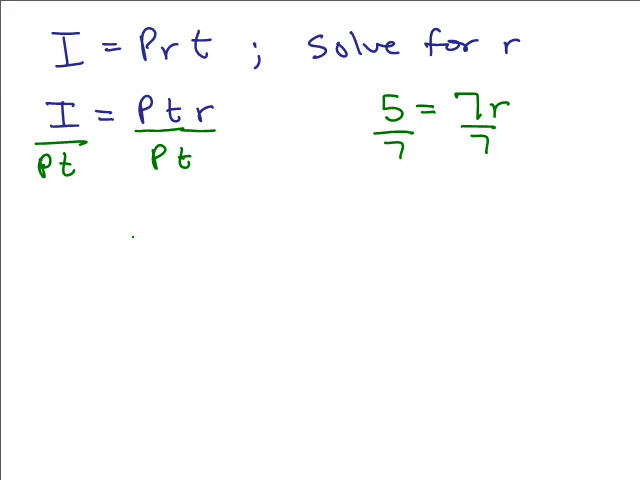 I = Prt ; Solve for r
I = Ptr 5 = 7r
Pt Pt 7 7